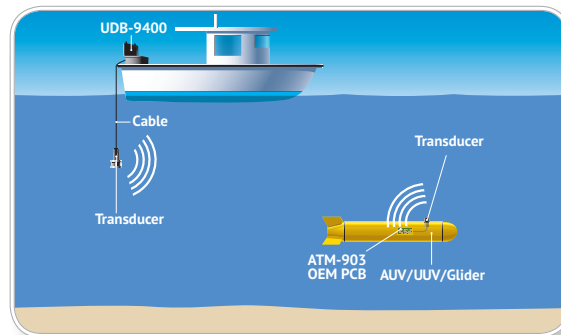 UDB-9400
Cable
Transducer
Transducer
ATM-903
OEM PCB
AUV/UUV/Glider